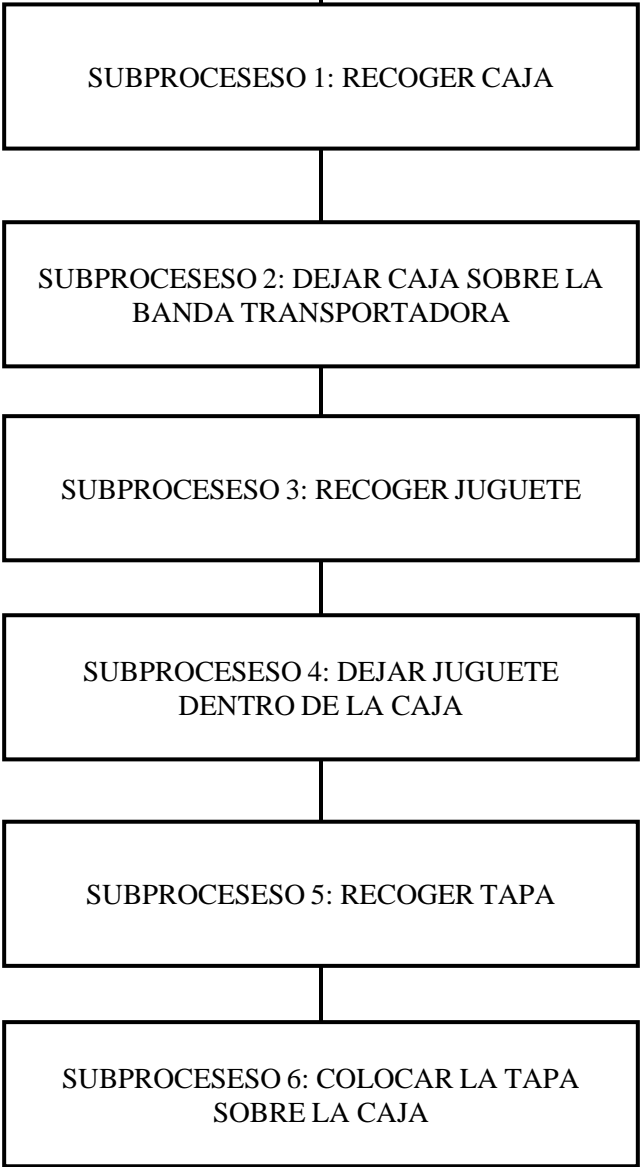 SUBPROCESESO 1: RECOGER CAJA
SUBPROCESESO 2: DEJAR CAJA SOBRE LA
BANDA TRANSPORTADORA
SUBPROCESESO 3: RECOGER JUGUETE
SUBPROCESESO 4: DEJAR JUGUETE
DENTRO DE LA CAJA
SUBPROCESESO 5: RECOGER TAPA
SUBPROCESESO 6: COLOCAR LA TAPA
SOBRE LA CAJA